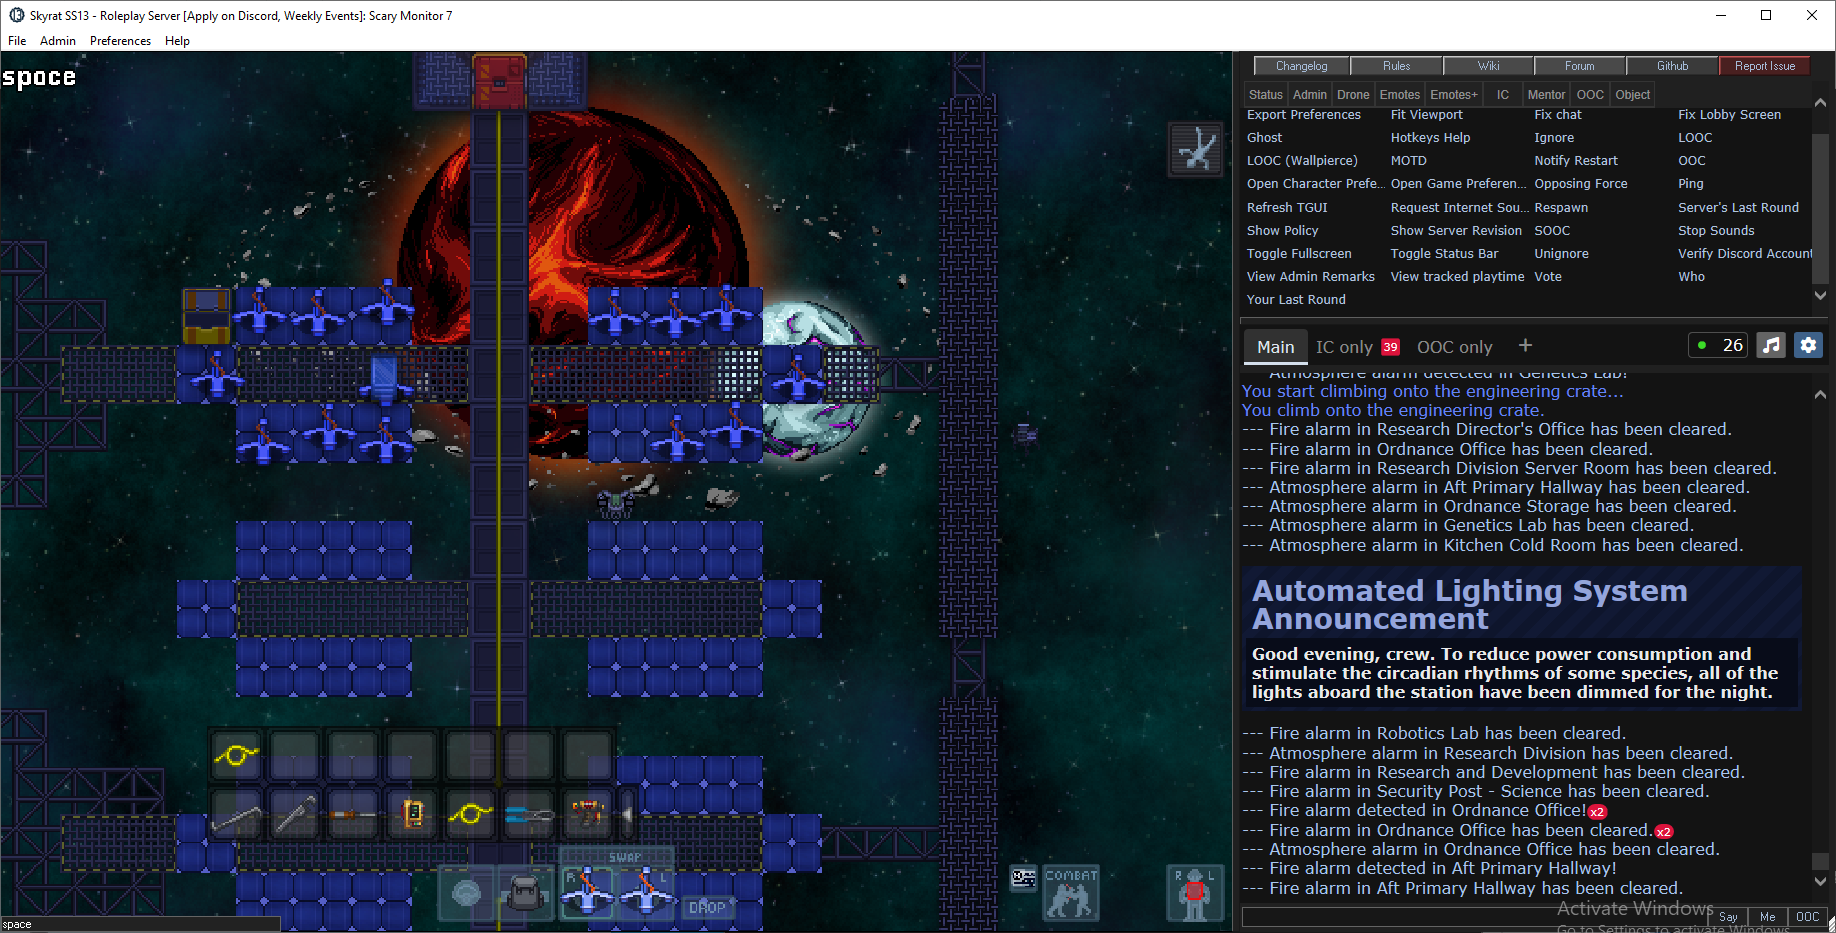 Skyrat SS13 - Roleplay Server [Apply on Discord, Weekly Events]: Scary Monitor 7
File Admin Preferences Help
space
Changelog Rules Wiki Forum Github Report Issue
Status Admin Drone Emotes Emotes+ IC Mentor OOC Object
Export Preferences Fit Viewport Fix chat Fix Lobby Screen
Ghost Hotkeys Help Ignore LOOC
LOOC (Wallpierce) MOTD Notify Restart OOC
Open Character Prefe... Open Game Preferen... Opposing Force Ping
Refresh TGUI Request Internet Sou... Respawn Server's Last Round
Show Policy Show Server Revision SOOC Stop Sounds
Toggle Fullscreen Toggle Status Bar Unignore Verify Discord Account
View Admin Remarks View tracked playtime Vote Who
Your Last Round
Main IC only 39 OOC only + 26
Atmosphere alarm detected in Genetics Lab!
You start climbing onto the engineering crate...
You climb onto the engineering crate.
--- Fire alarm in Research Director's Office has been cleared.
--- Fire alarm in Ordnance Office has been cleared.
--- Fire alarm in Research Division Server Room has been cleared.
--- Atmosphere alarm in Aft Primary Hallway has been cleared.
--- Atmosphere alarm in Ordnance Storage has been cleared.
--- Atmosphere alarm in Genetics Lab has been cleared.
--- Atmosphere alarm in Kitchen Cold Room has been cleared.
Automated Lighting System
Announcement
Good evening, crew. To reduce power consumption and
stimulate the circadian rhythms of some species, all of the
lights aboard the station have been dimmed for the night.
--- Fire alarm in Robotics Lab has been cleared.
--- Atmosphere alarm in Research Division has been cleared.
--- Fire alarm in Research and Development has been cleared.
--- Fire alarm in Security Post - Science has been cleared.
--- Fire alarm detected in Ordnance Office! x2
--- Fire alarm in Ordnance Office has been cleared. x2
--- Atmosphere alarm in Ordnance Office has been cleared.
--- Fire alarm detected in Aft Primary Hallway!
--- Fire alarm in Aft Primary Hallway has been cleared.
SWAP
R L
DROP
COMBAT
R L
Activate Windows
Go to Settings to activate Windows.
Say Me OOC
space